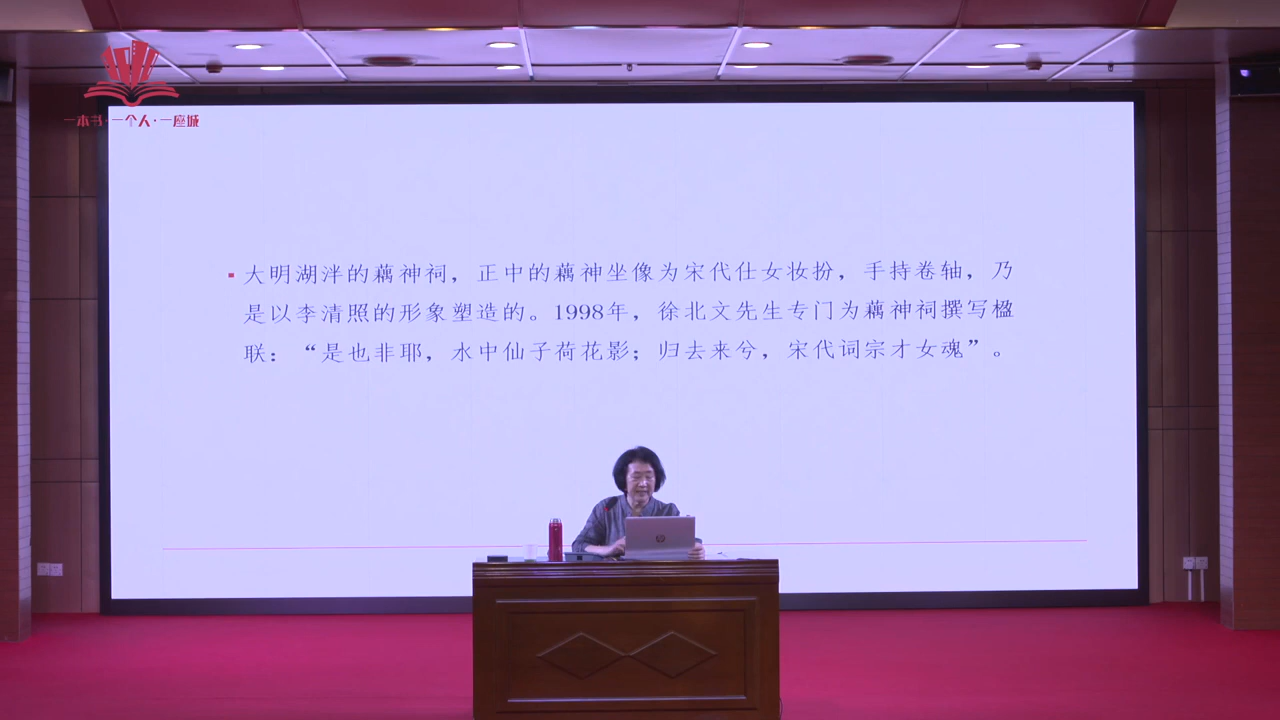 一本书·一个人·一座城
大明湖泮的藕神祠，正中的藕神坐像为宋代仕女妆扮，手持卷轴，乃
是以李清照的形象塑造的。1998年，徐北文先生专门为藕神祠撰写楹
联：“是也非耶，水中仙子荷花影；归去来兮，宋代词宗才女魂”。
hp